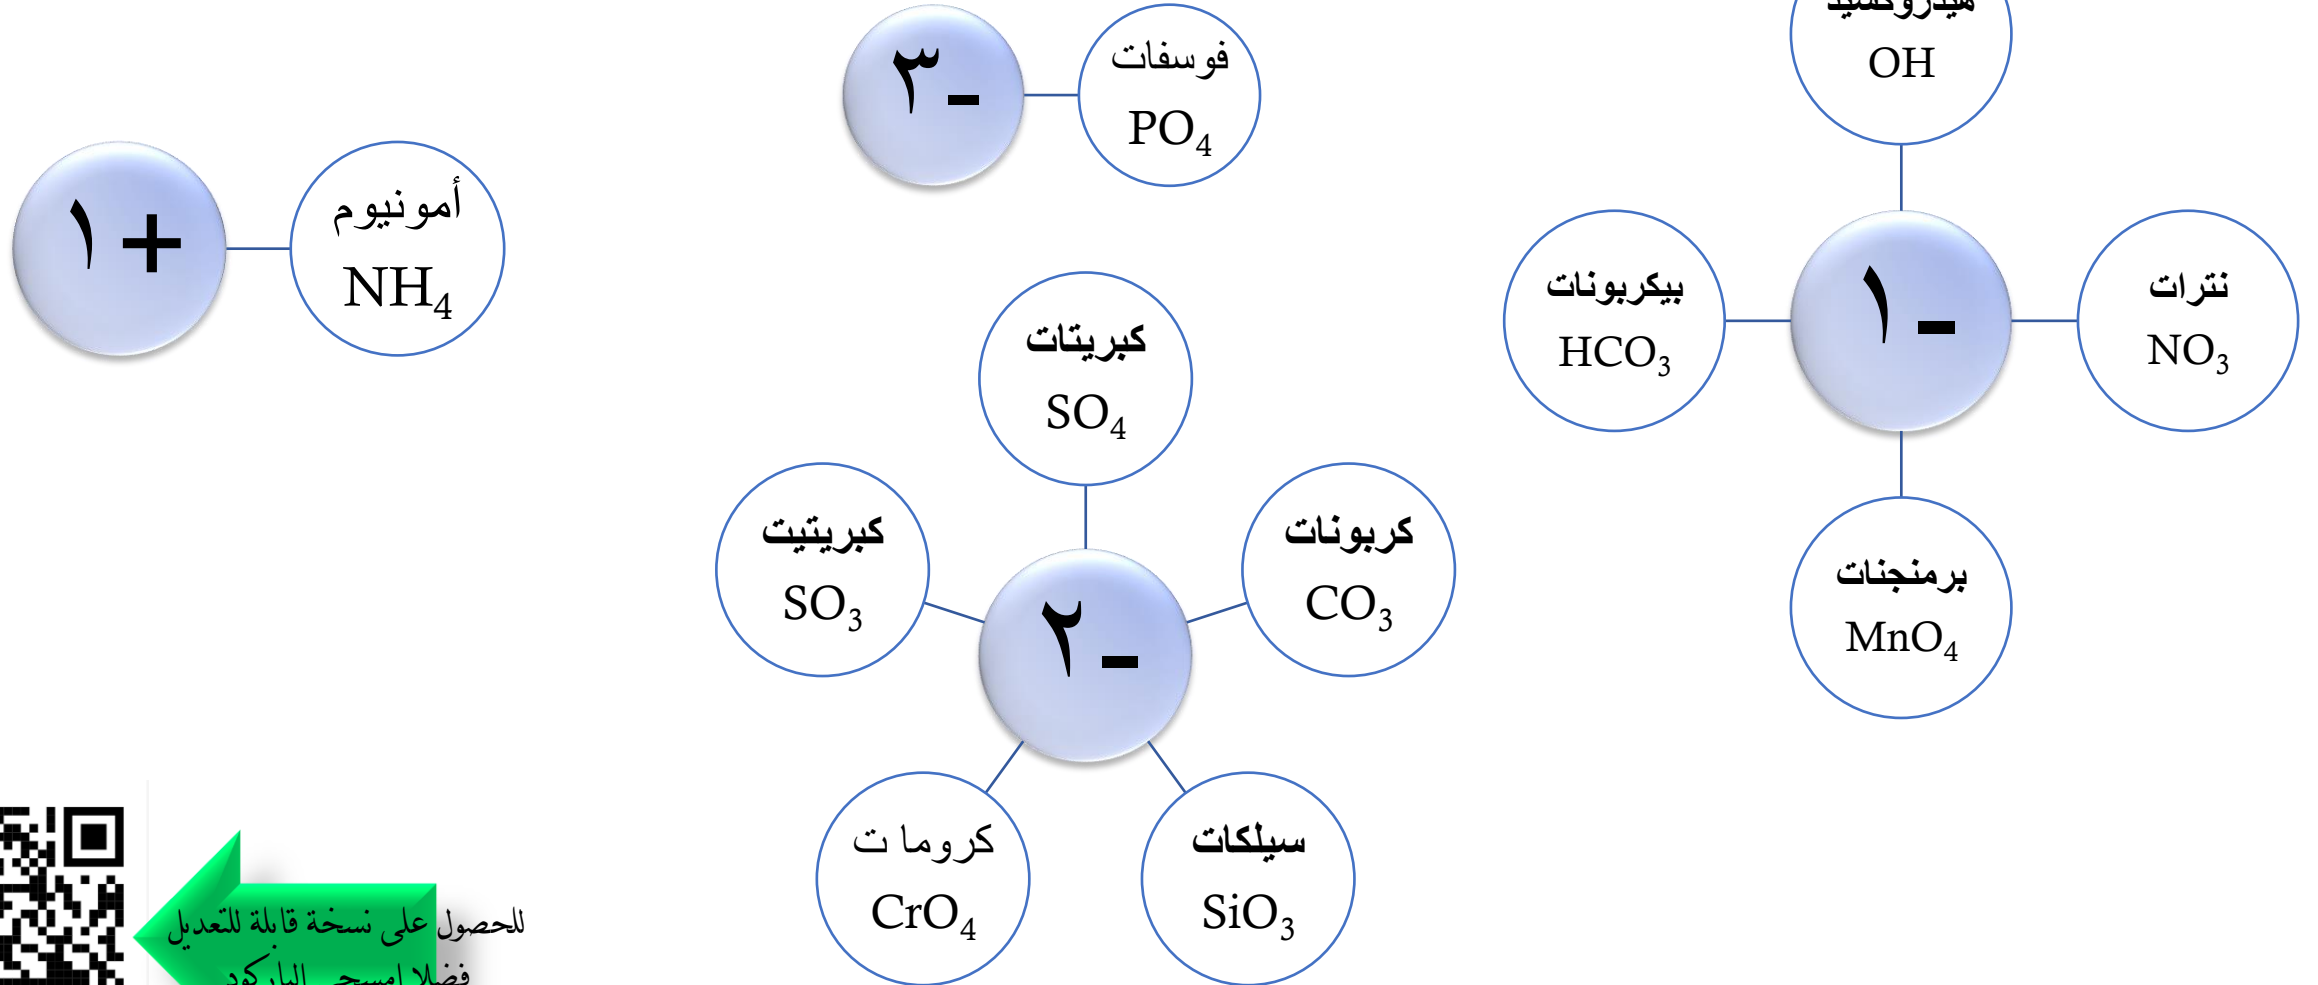 هيدروكسيد
OH
نترات
NO₃
-١
بيكربونات
HCO₃
برمنجنات
MnO₄
فوسفات
PO₄
-٣
كبريتات
SO₄
كربونات
CO₃
-٢
كبريتيت
SO₃
سيلكات
SiO₃
كروما ت
CrO₄
أمونيوم
NH₄
+١
للحصول على نسخة قابلة للتعديل
فضلا امسحي الباركود